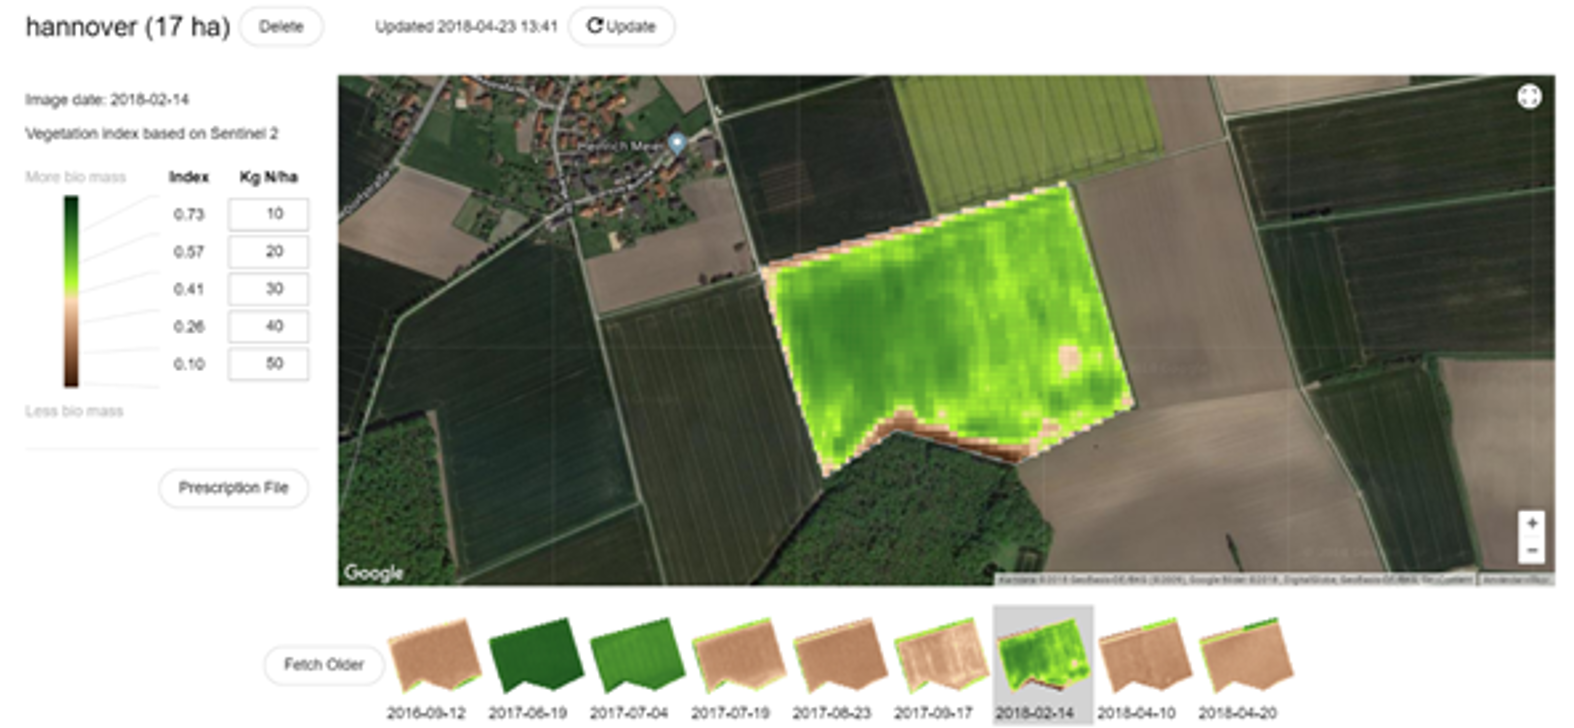 hannover (17 ha)
Delete
Updated 2018-04-23 13:41
Update
Image date: 2018-02-14
Vegetation index based on Sentinel 2
More bio mass
Index
Kg N/ha
0.73
10
0.57
20
0.41
30
0.26
40
0.10
50
Less bio mass
Prescription File
Heinrich Meier
Google
Fetch Older
2016-09-12
2017-06-19
2017-07-04
2017-07-19
2017-08-23
2017-09-17
2018-02-14
2018-04-10
2018-04-20